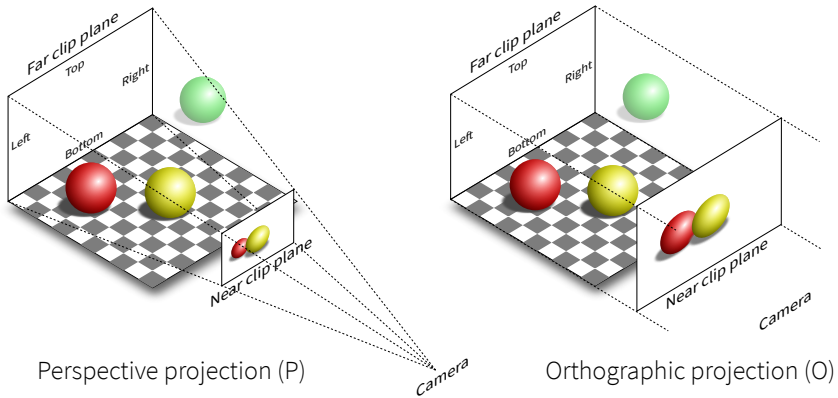 Far clip plane
Top
Right
Left
Bottom
Near clip plane
Camera
Perspective projection (P)
Far clip plane
Top
Right
Left
Bottom
Near clip plane
Camera
Orthographic projection (O)